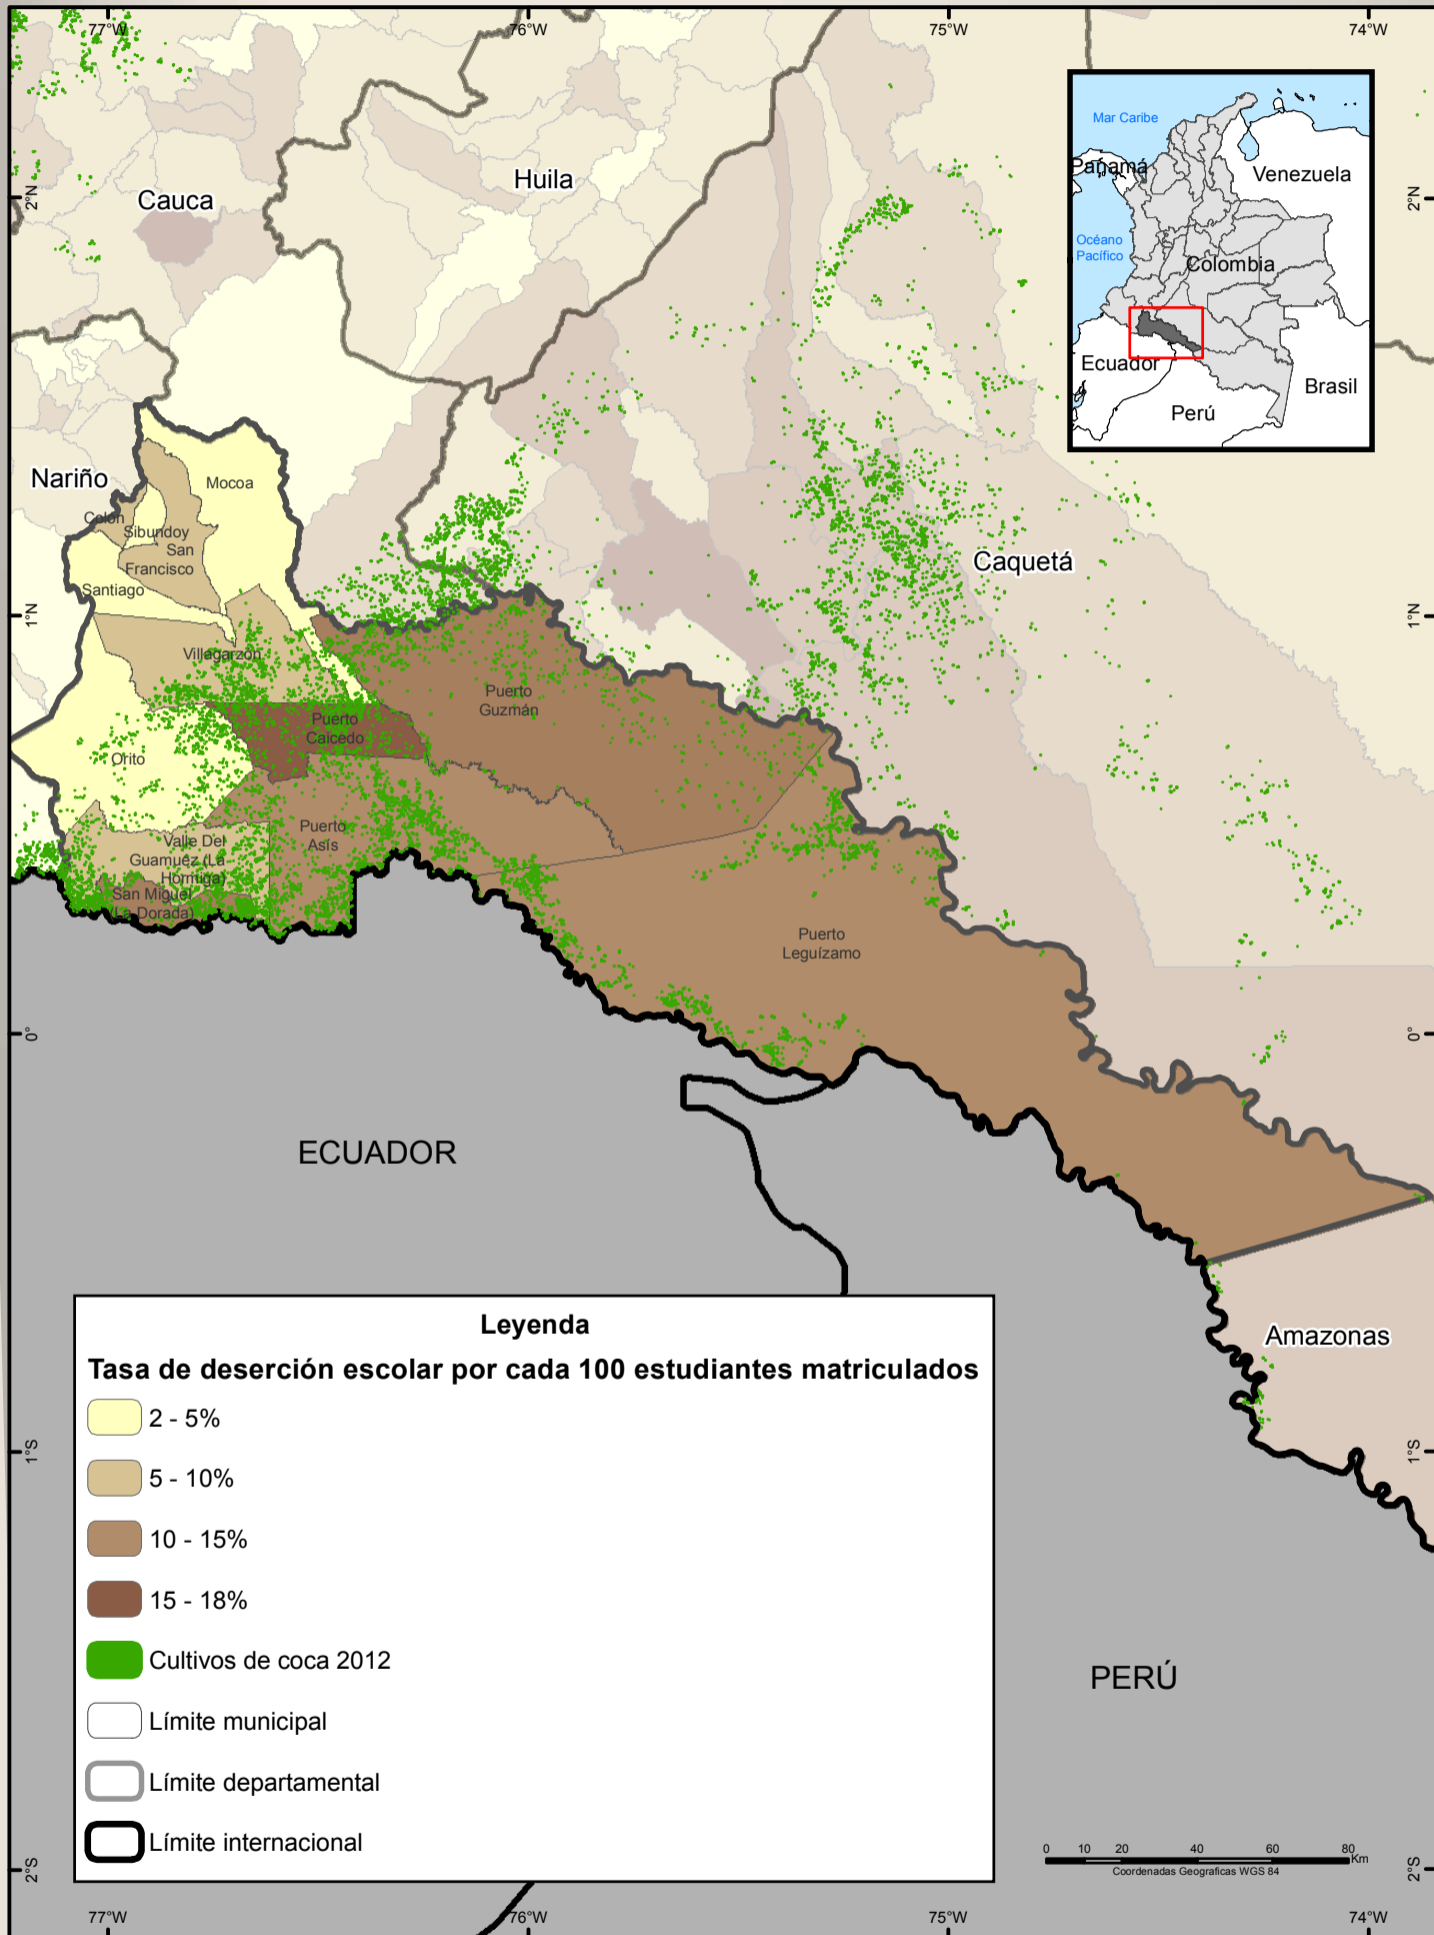 77°W
76°W
75°W
74°W
Mar Caribe
Panamá
Venezuela
Huila
Cauca
2°N
2°N
Océano
Pacífico
Colombia
Ecuador
Brasil
Perú
Nariño
Mocoa
Colón
Sibundoy
San
Francisco
Santiago
Caquetá
1°N
1°N
Villagarzón
Puerto
Guzmán
Puerto
Caicedo
Orito
Puerto
Asís
Valle Del
Guamuéz (La
Hormiga)
San Miguel
(La Dorada)
Puerto
Leguízamo
0°
0°
ECUADOR
Amazonas
Leyenda
Tasa de deserción escolar por cada 100 estudiantes matriculados
2 - 5%
5 - 10%
10 - 15%
15 - 18%
Cultivos de coca 2012
Límite municipal
Límite departamental
Límite internacional
1°S
1°S
PERÚ
0 10 20 40 60 80
Km
Coordenadas Geograficas WGS 84
2°S
2°S
77°W
76°W
75°W
74°W